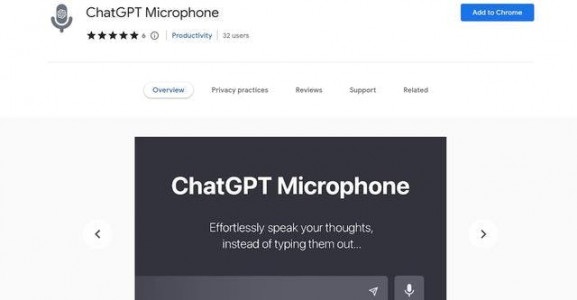 ChatGPT Microphone
Add to Chrome
★★★★★ 6 Productivity 32 users
Overview Privacy practices Reviews Support Related
ChatGPT Microphone
Effortlessly speak your thoughts,
instead of typing them out...